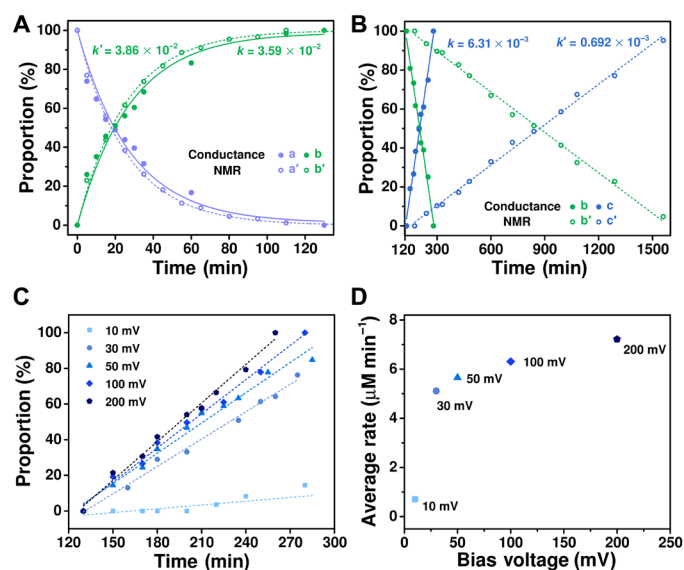 A
k′ = 3.86 × 10⁻²
k = 3.59 × 10⁻²
Proportion (%)
100
80
60
40
20
0
Conductance a b
NMR a′ b′
0 20 40 60 80 100 120
Time (min)
B
k = 6.31 × 10⁻³
k′ = 0.692 × 10⁻³
Proportion (%)
100
80
60
40
20
0
Conductance b c
NMR b′ c′
120 300 600 900 1200 1500
Time (min)
C
Proportion (%)
100
80
60
40
20
0
10 mV
30 mV
50 mV
100 mV
200 mV
120 150 180 210 240 270 300
Time (min)
D
Average rate (μM min⁻¹)
8
6
4
2
0
200 mV
100 mV
50 mV
30 mV
10 mV
0 50 100 150 200
Bias voltage (mV)